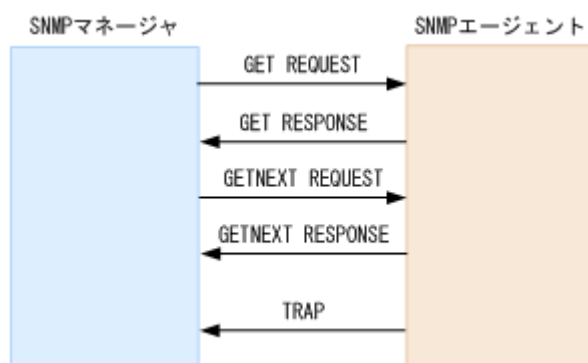 SNMPマネージャ
SNMPエージェント
GET REQUEST
GET RESPONSE
GETNEXT REQUEST
GETNEXT RESPONSE
TRAP